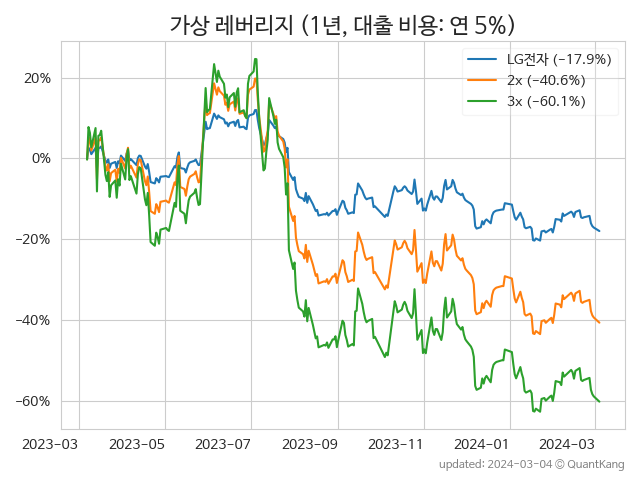 가상 레버리지 (1년, 대출 비용: 연 5%)
LG전자 (−17.9%)
2x (−40.6%)
3x (−60.1%)
20%
0%
−20%
−40%
−60%
2023−03 2023−05 2023−07 2023−09 2023−11 2024−01 2024−03
updated: 2024-03-04 © QuantKang